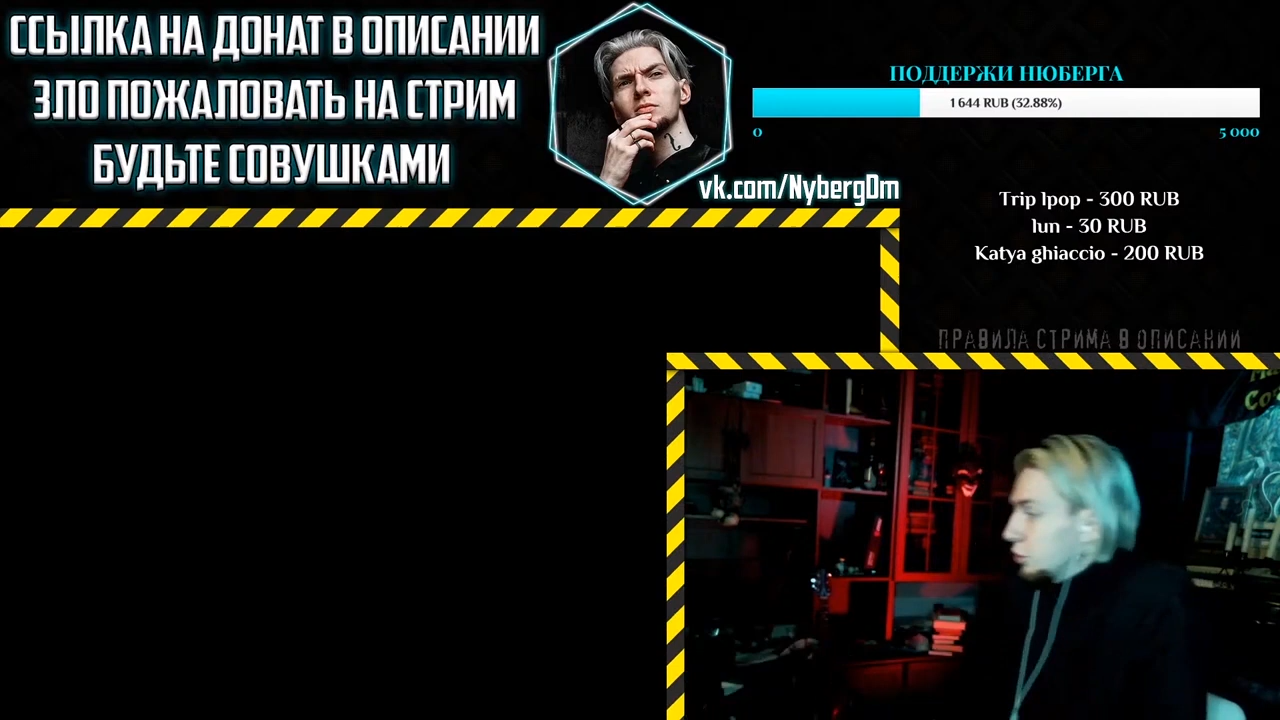 ССЫЛКА НА ДОНАТ В ОПИСАНИИ
ЗЛО ПОЖАЛОВАТЬ НА СТРИМ
БУДЬТЕ СОВУШКАМИ
vk.com/NybergDm
ПОДДЕРЖИ НЮБЕРГА
1 644 RUB (32.88%)
0 5 000
Trip lpop - 300 RUB
lun - 30 RUB
Katya ghiaccio - 200 RUB
ПРАВИЛА СТРИМА В ОПИСАНИИ